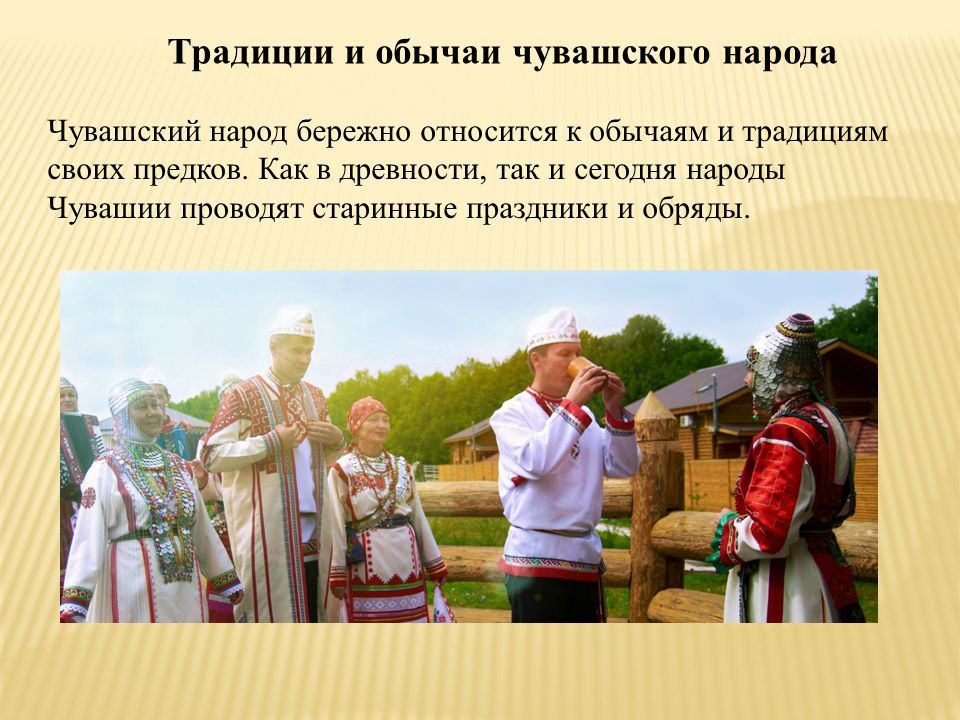 Традиции и обычаи чувашского народа
Чувашский народ бережно относится к обычаям и традициям
своих предков. Как в древности, так и сегодня народы
Чувашии проводят старинные праздники и обряды.